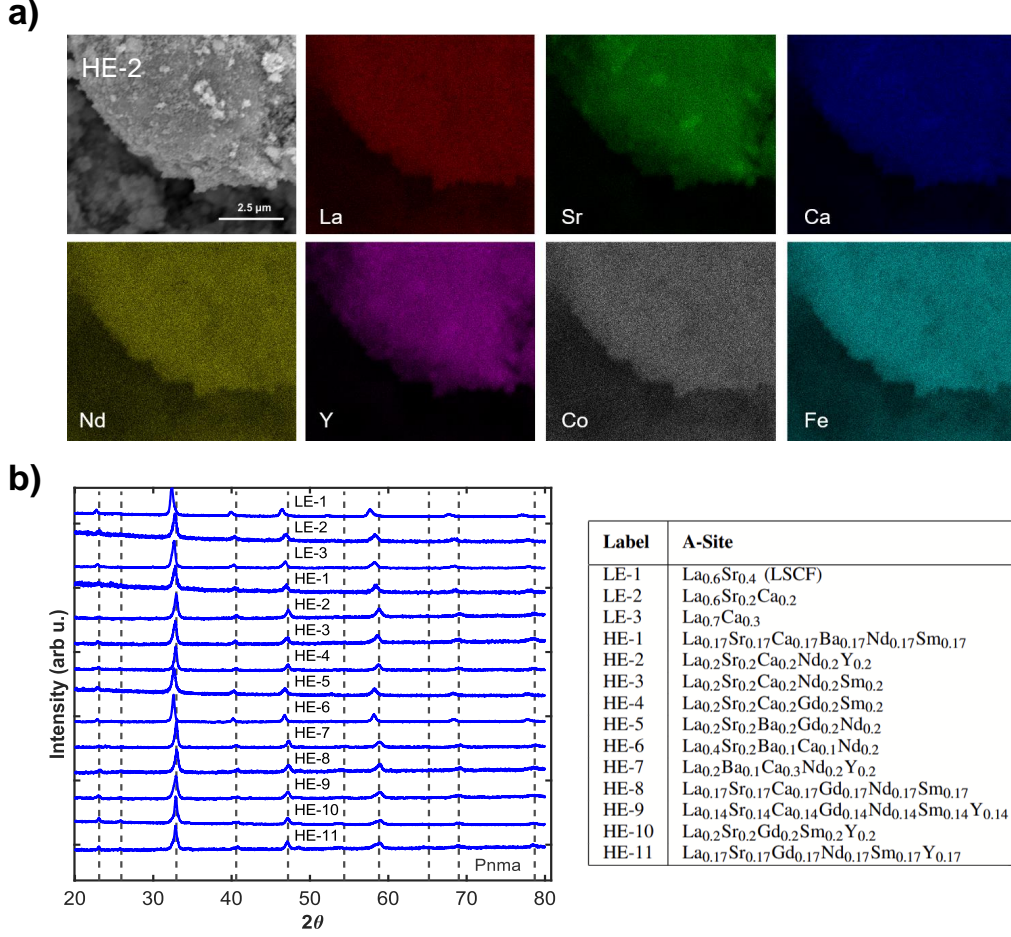 a)
HE-2
2.5 µm
La
Sr
Ca
Nd
Y
Co
Fe
b)
Intensity (arb u.)
LE-1
LE-2
LE-3
HE-1
HE-2
HE-3
HE-4
HE-5
HE-6
HE-7
HE-8
HE-9
HE-10
HE-11
Pnma
20 30 40 50 60 70 80
2θ
Label A-Site
LE-1 La₀.₆Sr₀.₄ (LSCF)
LE-2 La₀.₆Sr₀.₂Ca₀.₂
LE-3 La₀.₇Ca₀.₃
HE-1 La₀.₁₇Sr₀.₁₇Ca₀.₁₇Ba₀.₁₇Nd₀.₁₇Sm₀.₁₇
HE-2 La₀.₂Sr₀.₂Ca₀.₂Nd₀.₂Y₀.₂
HE-3 La₀.₂Sr₀.₂Ca₀.₂Nd₀.₂Sm₀.₂
HE-4 La₀.₂Sr₀.₂Ca₀.₂Gd₀.₂Sm₀.₂
HE-5 La₀.₂Sr₀.₂Ba₀.₂Gd₀.₂Nd₀.₂
HE-6 La₀.₄Sr₀.₂Ba₀.₁Ca₀.₁Nd₀.₂
HE-7 La₀.₂Ba₀.₁Ca₀.₃Nd₀.₂Y₀.₂
HE-8 La₀.₁₇Sr₀.₁₇Ca₀.₁₇Gd₀.₁₇Nd₀.₁₇Sm₀.₁₇
HE-9 La₀.₁₄Sr₀.₁₄Ca₀.₁₄Gd₀.₁₄Nd₀.₁₄Sm₀.₁₄Y₀.₁₄
HE-10 La₀.₂Sr₀.₂Gd₀.₂Sm₀.₂Y₀.₂
HE-11 La₀.₁₇Sr₀.₁₇Gd₀.₁₇Nd₀.₁₇Sm₀.₁₇Y₀.₁₇